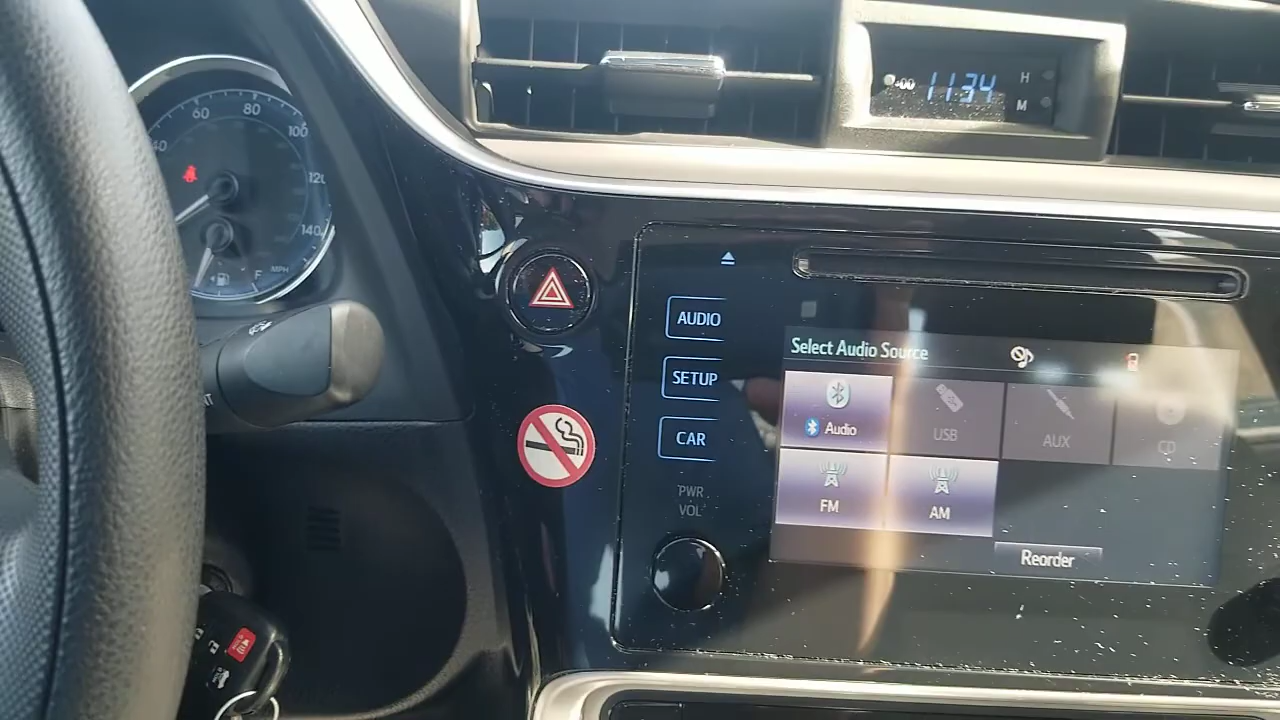 :00 11:34 H
M
60 80 100
40
120
140
F MPH
AUDIO
SETUP
CAR
PWR
VOL
Select Audio Source
Audio USB AUX CD
FM AM
Reorder